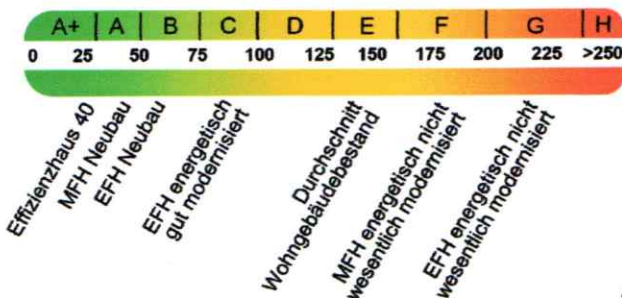 A+ A B C D E F G H
0 25 50 75 100 125 150 175 200 225 >250
Effizienzhaus 40
MFH Neubau
EFH Neubau
EFH energetisch
gut modernisiert
Durchschnitt
Wohngebäudebestand
MFH energetisch nicht
wesentlich modernisiert
EFH energetisch nicht
wesentlich modernisiert